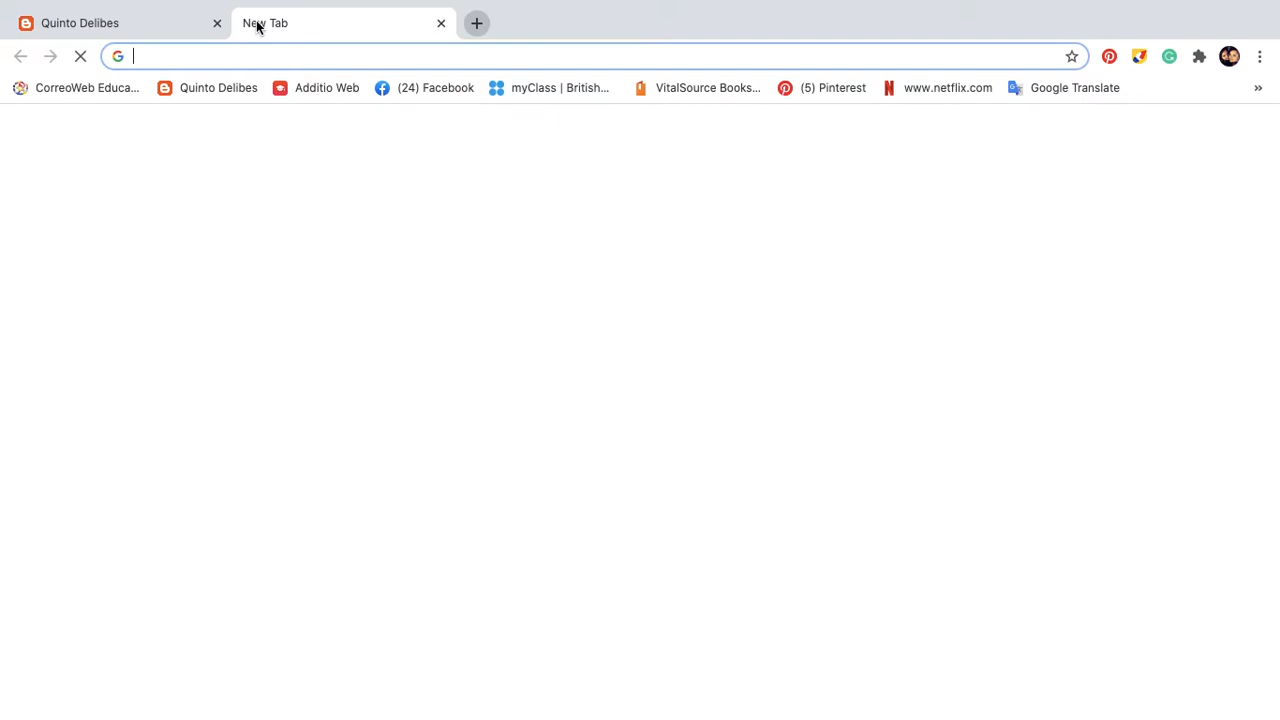 Quinto Delibes
New Tab
CorreoWeb Educa...
Quinto Delibes
Additio Web
(24) Facebook
myClass | British...
VitalSource Books...
(5) Pinterest
www.netflix.com
Google Translate